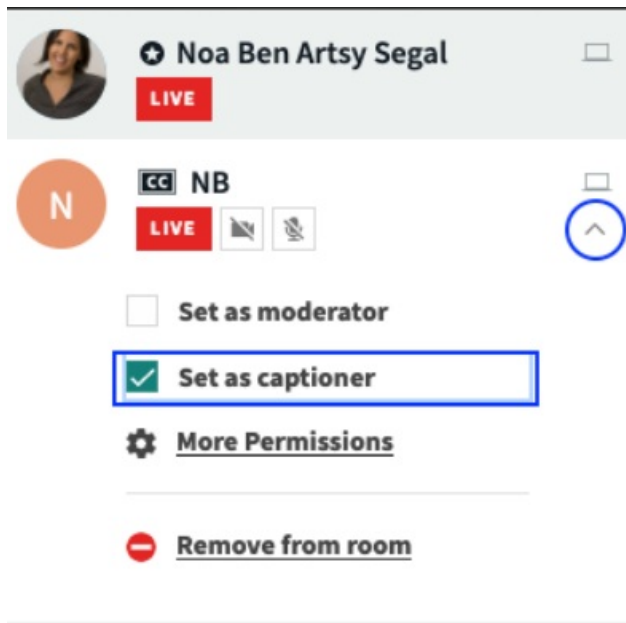 Noa Ben Artsy Segal
LIVE
CC NB
N
LIVE
Set as moderator
Set as captioner
More Permissions
Remove from room